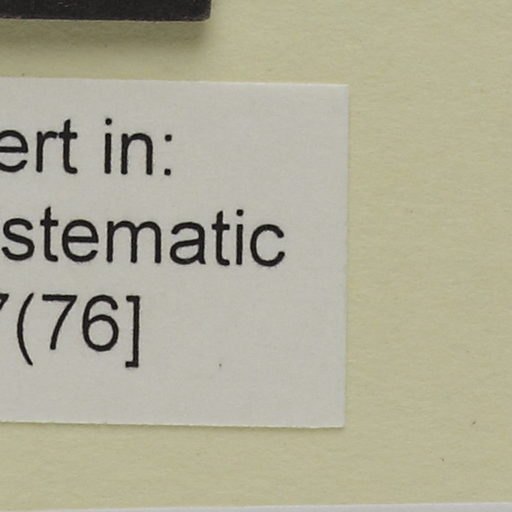 ert in:
stematic
7(76]